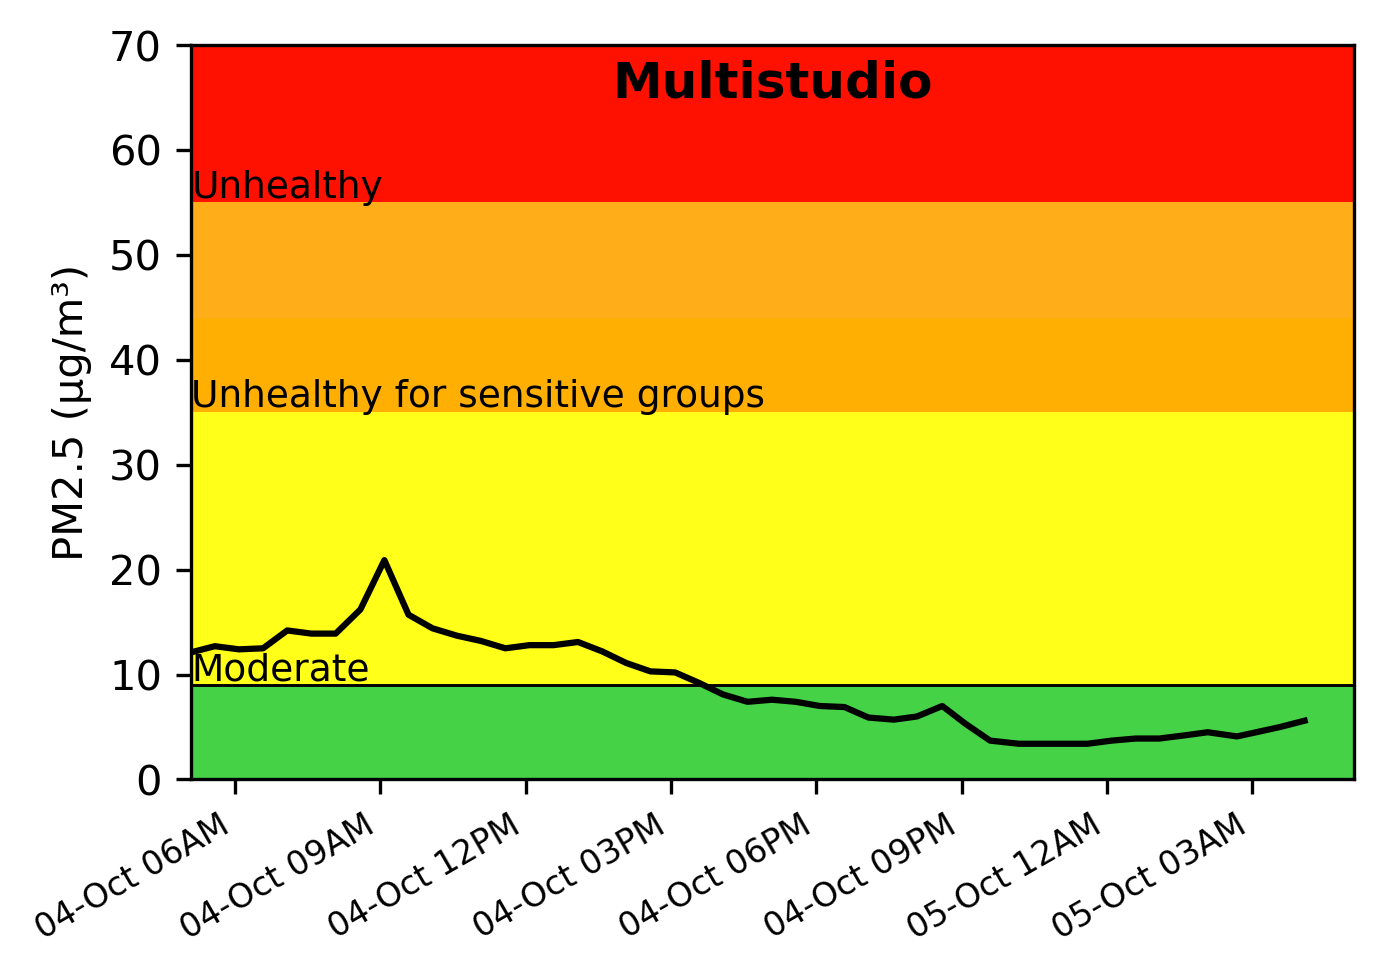 Multistudio
PM2.5 (µg/m³)
70
60
50
40
30
20
10
0
Unhealthy
Unhealthy for sensitive groups
Moderate
04-Oct 06AM
04-Oct 09AM
04-Oct 12PM
04-Oct 03PM
04-Oct 06PM
04-Oct 09PM
05-Oct 12AM
05-Oct 03AM